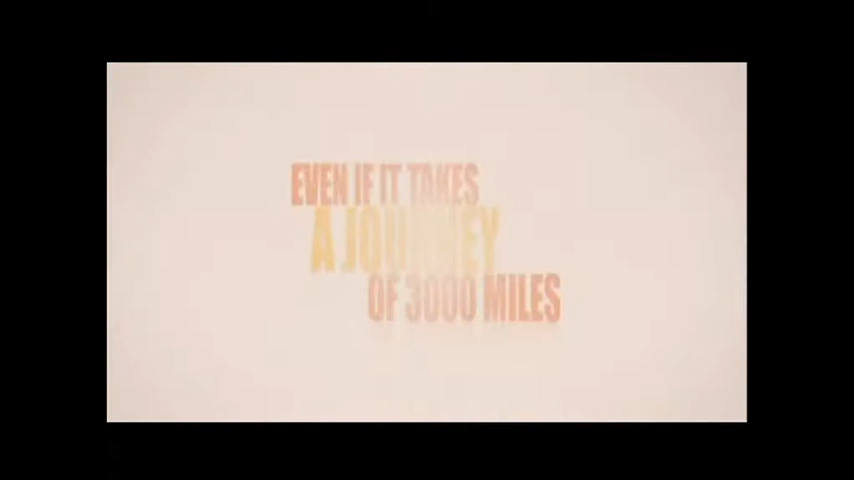 EVEN IF IT TAKES
A JOURNEY
OF 3000 MILES